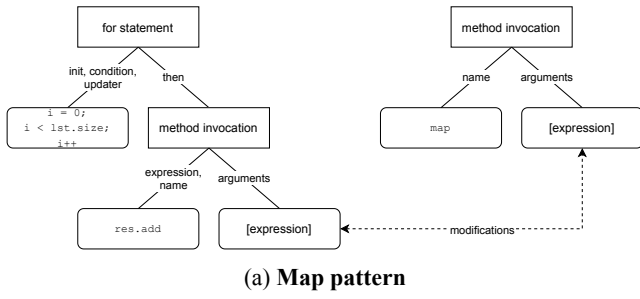 for statement
method invocation
init, condition,
updater
then
name
arguments
i = 0;
i < lst.size;
i++
method invocation
map
[expression]
expression,
name
arguments
res.add
[expression]
modifications
(a) Map pattern